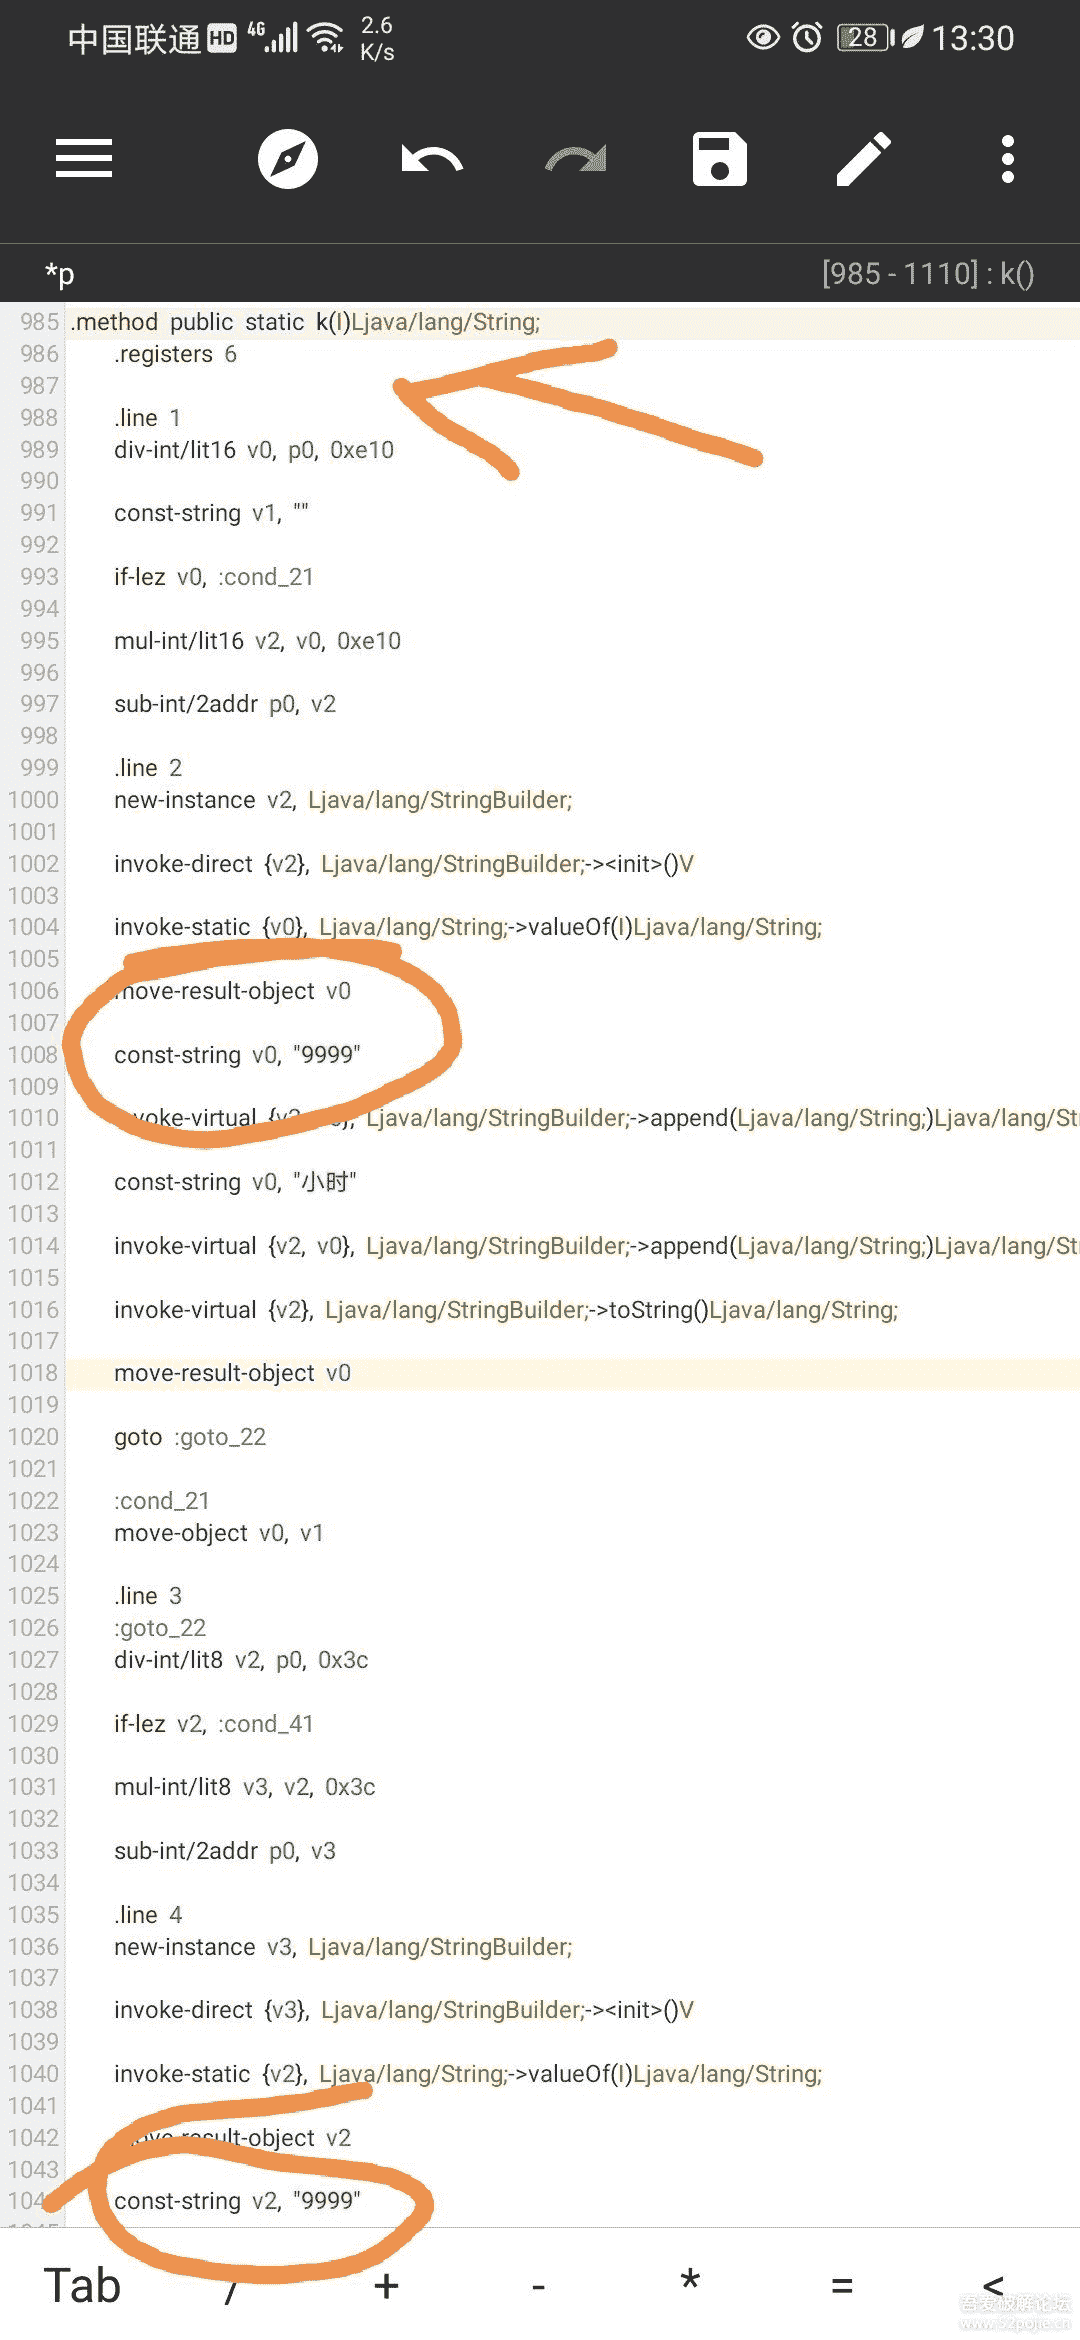 中国联通 HD 4G 2.6 K/s 28 13:30
*p [985 - 1110] : k()
985 .method public static k(I)Ljava/lang/String;
986 .registers 6
987
988 .line 1
989 div-int/lit16 v0, p0, 0xe10
990
991 const-string v1, ""
992
993 if-lez v0, :cond_21
994
995 mul-int/lit16 v2, v0, 0xe10
996
997 sub-int/2addr p0, v2
998
999 .line 2
1000 new-instance v2, Ljava/lang/StringBuilder;
1001
1002 invoke-direct {v2}, Ljava/lang/StringBuilder;-><init>()V
1003
1004 invoke-static {v0}, Ljava/lang/String;->valueOf(I)Ljava/lang/String;
1005
1006 move-result-object v0
1007
1008 const-string v0, "9999"
1009
1010 invoke-virtual Ljava/lang/StringBuilder;->append(Ljava/lang/String;)Ljava/lang/St
1011
1012 const-string v0, "小时"
1013
1014 invoke-virtual {v2, v0}, Ljava/lang/StringBuilder;->append(Ljava/lang/String;)Ljava/lang/St
1015
1016 invoke-virtual {v2}, Ljava/lang/StringBuilder;->toString()Ljava/lang/String;
1017
1018 move-result-object v0
1019
1020 goto :goto_22
1021
1022 :cond_21
1023 move-object v0, v1
1024
1025 .line 3
1026 :goto_22
1027 div-int/lit8 v2, p0, 0x3c
1028
1029 if-lez v2, :cond_41
1030
1031 mul-int/lit8 v3, v2, 0x3c
1032
1033 sub-int/2addr p0, v3
1034
1035 .line 4
1036 new-instance v3, Ljava/lang/StringBuilder;
1037
1038 invoke-direct {v3}, Ljava/lang/StringBuilder;-><init>()V
1039
1040 invoke-static {v2}, Ljava/lang/String;->valueOf(I)Ljava/lang/String;
1041
1042 move-result-object v2
1043
const-string v2, "9999"
Tab / + - * = <
吾爱破解论坛
www.52pojie.cn